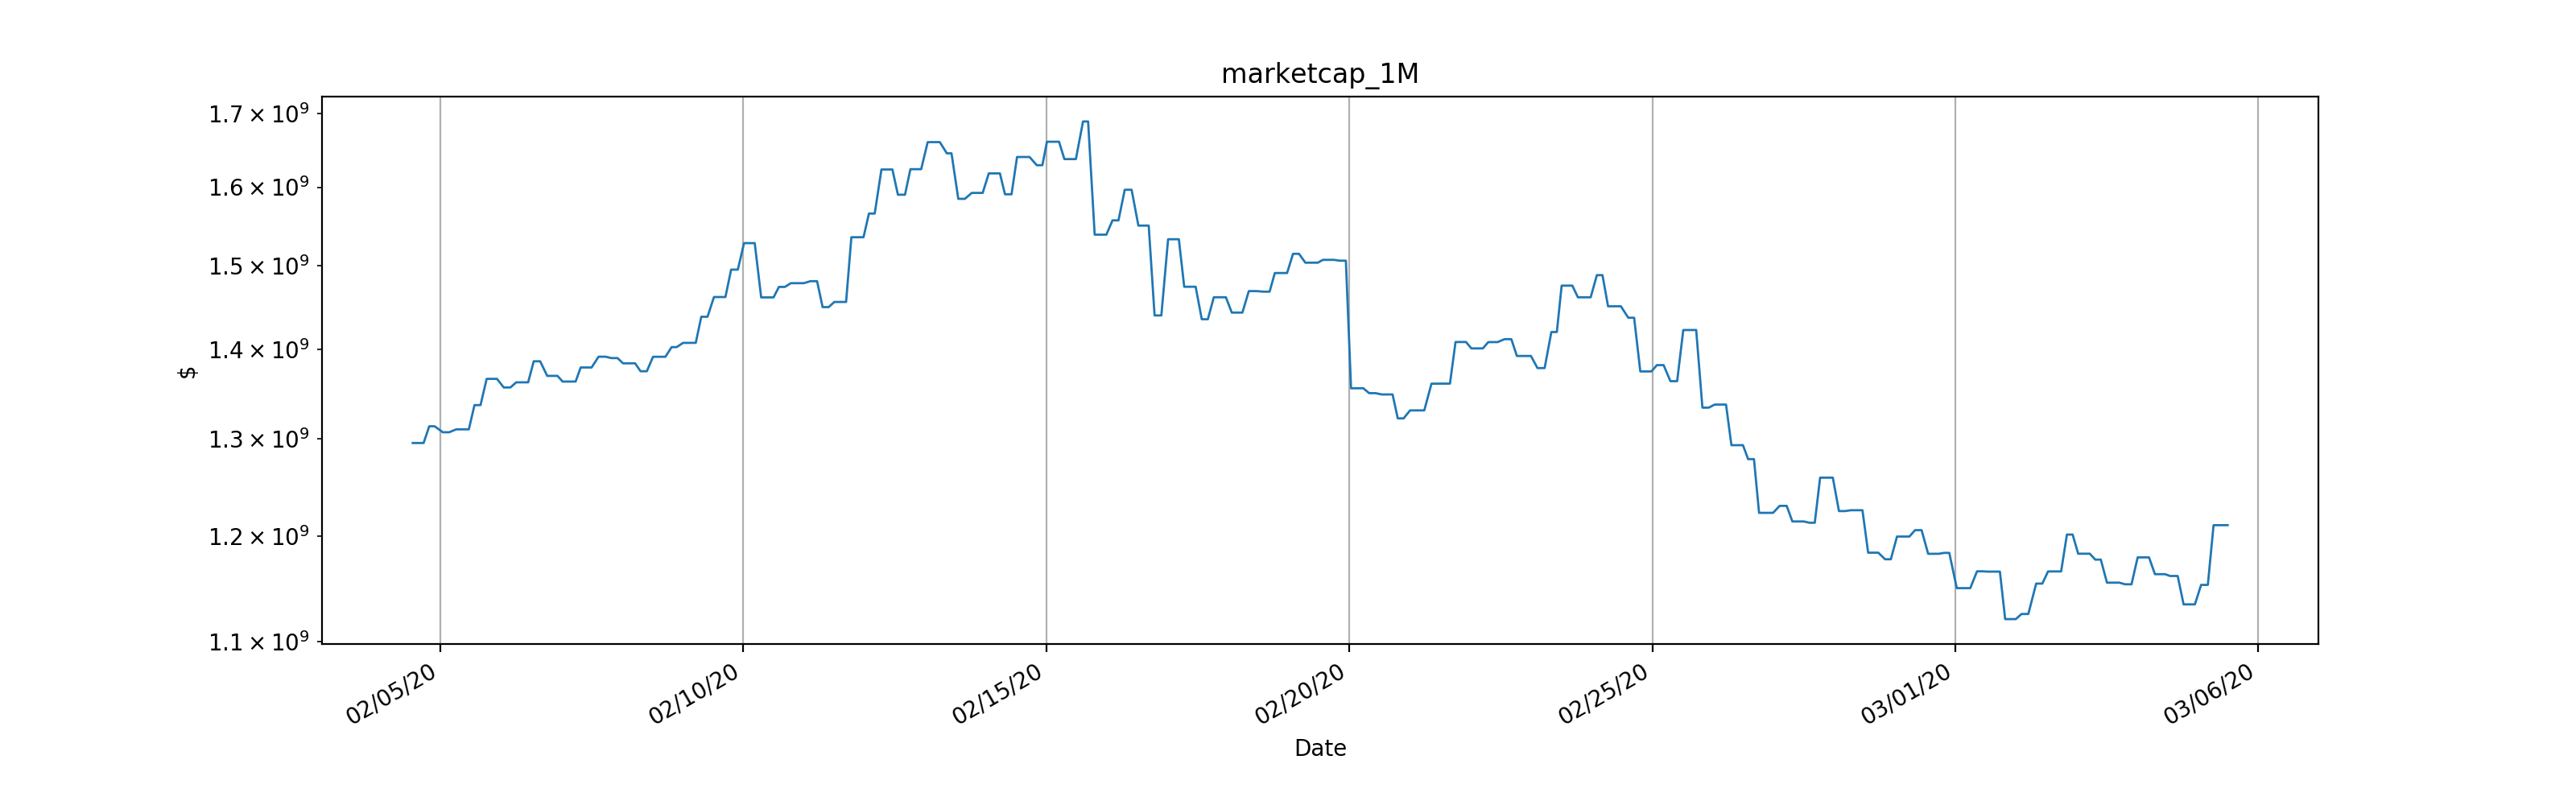 marketcap_1M
1.7 × 10⁹
1.6 × 10⁹
1.5 × 10⁹
1.4 × 10⁹
1.3 × 10⁹
1.2 × 10⁹
1.1 × 10⁹
$
02/05/20
02/10/20
02/15/20
02/20/20
02/25/20
03/01/20
03/06/20
Date